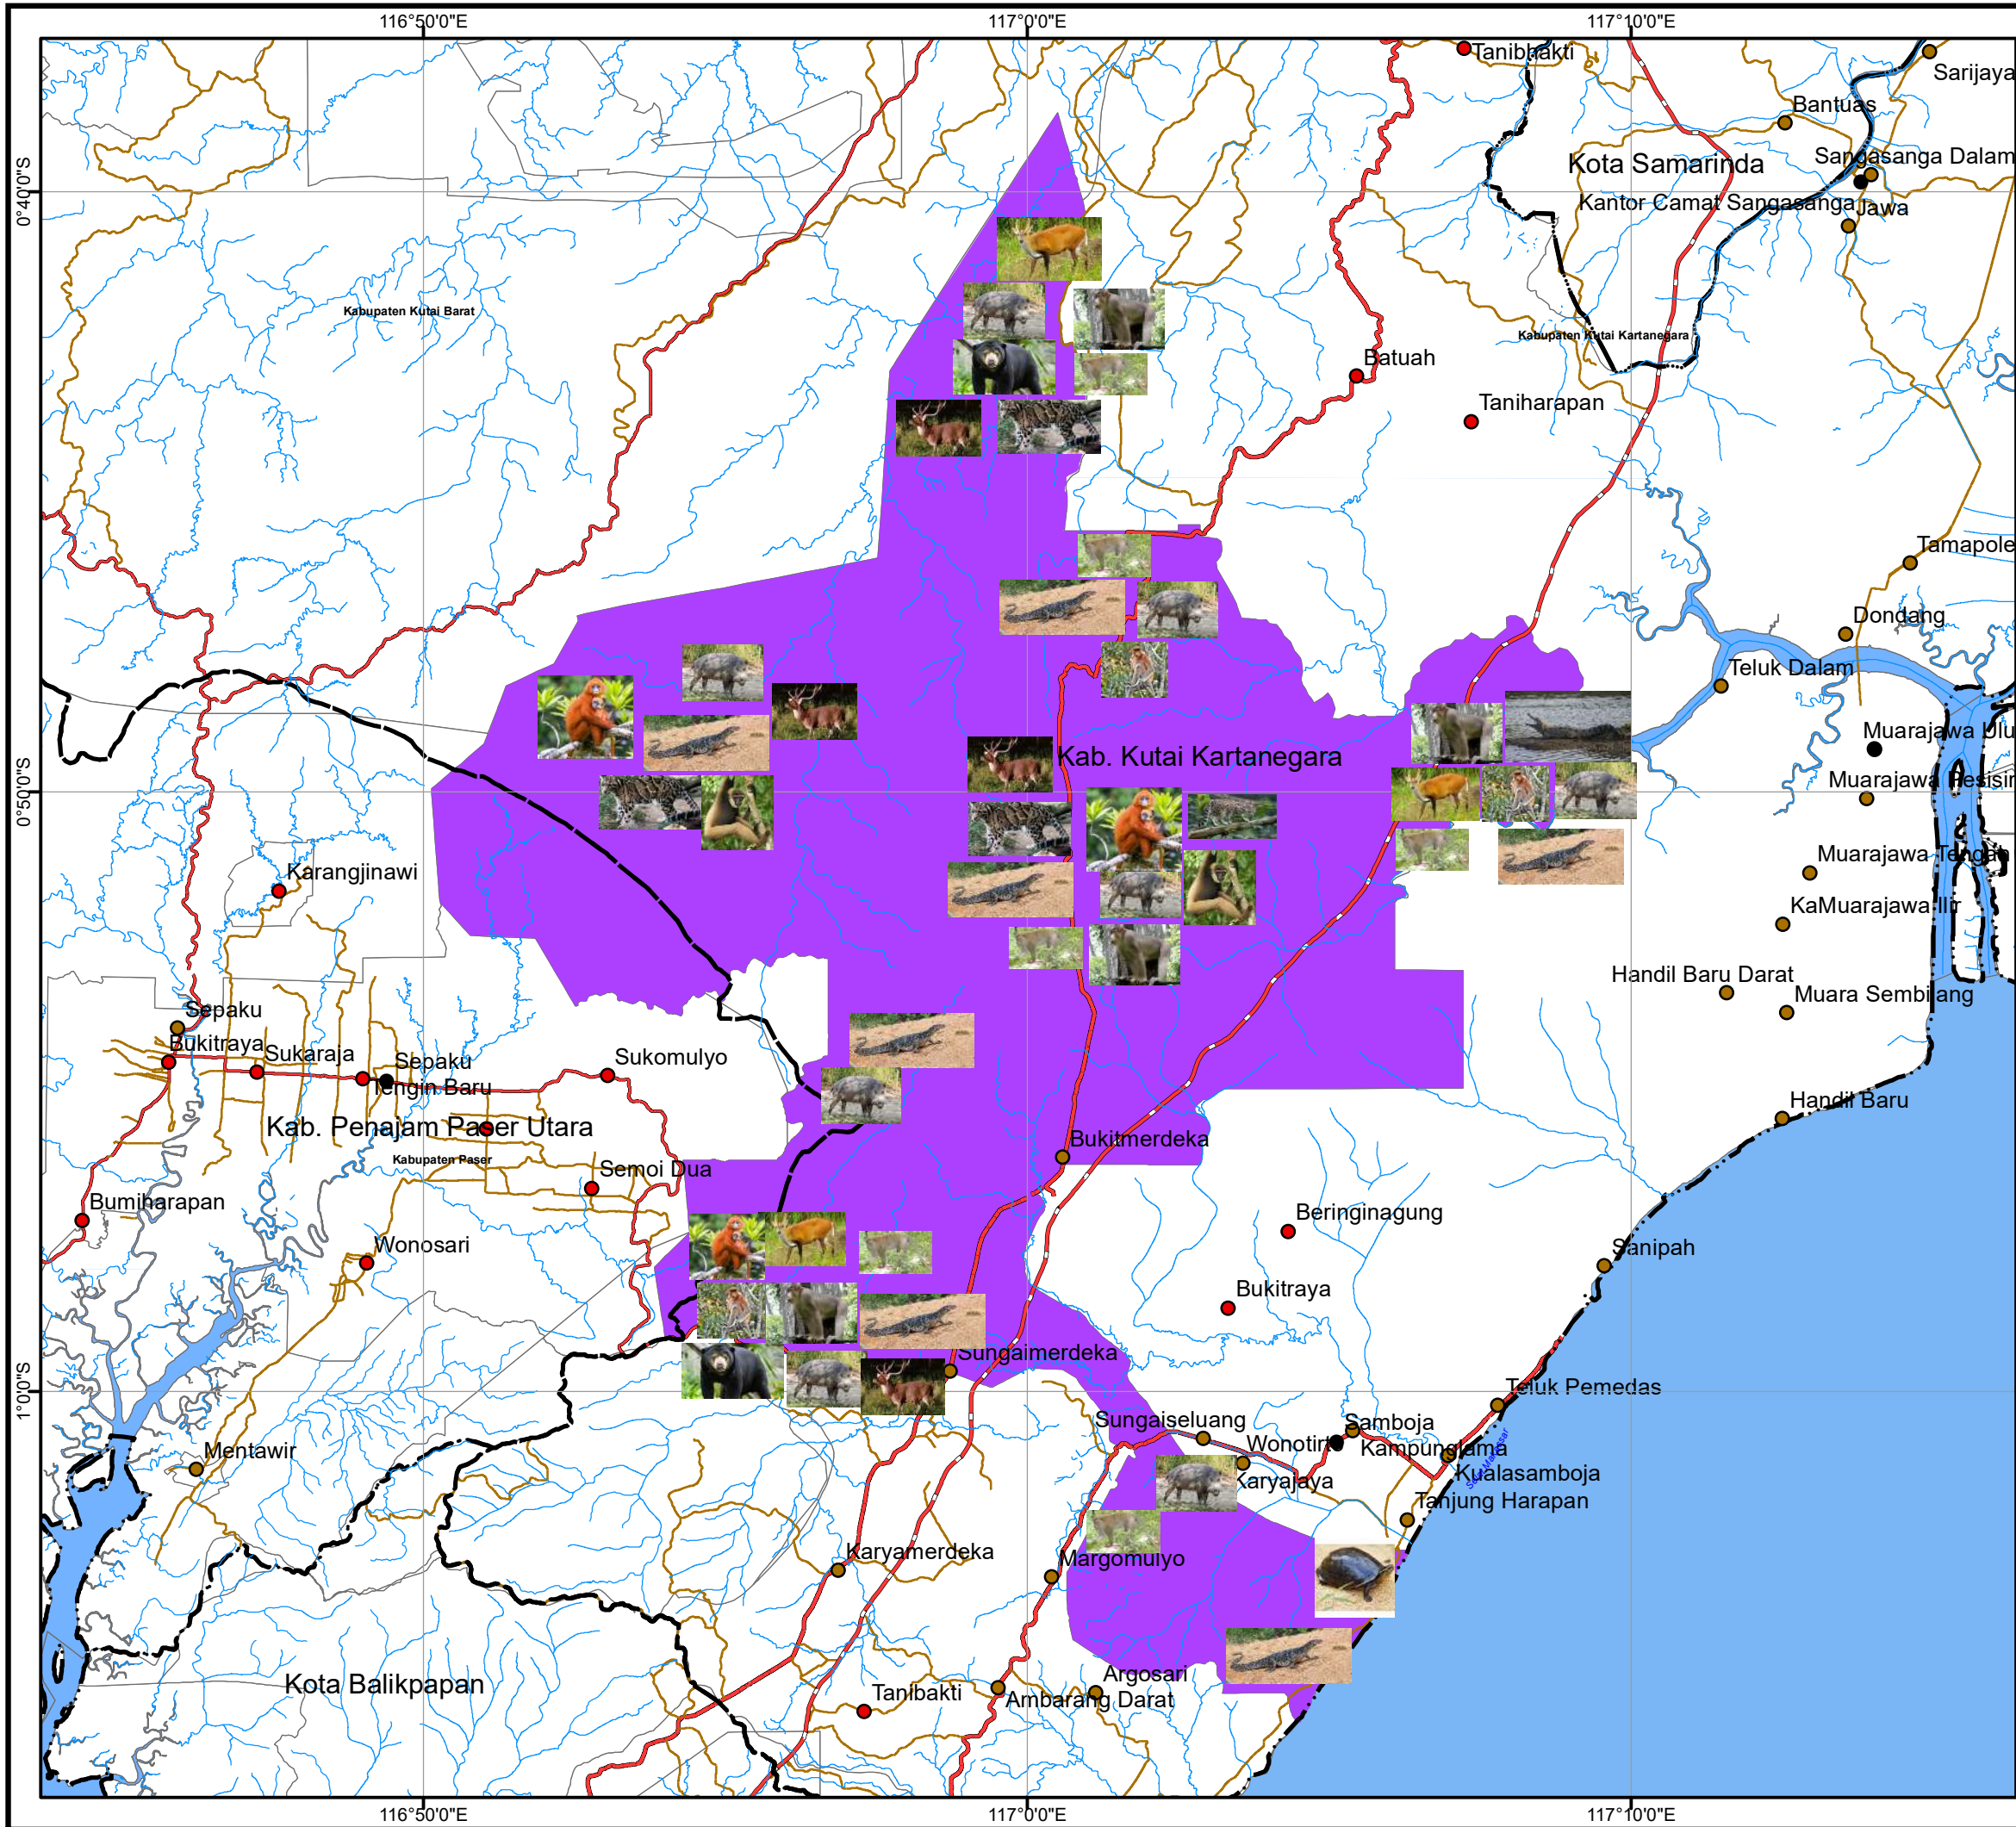 116°50'0"E
117°0'0"E
117°10'0"E
Tanibhakti
Sarijaya
Bantuas
Sangasanga Dalam
Kota Samarinda
0°40'0"S
Kantor Camat Sangasanga
Jawa
Kabupaten Kutai Barat
Kabupaten Kutai Kartanegara
Batuah
Taniharapan
Tamapole
Dondang
Teluk Dalam
Muarajawa Ulu
Kab. Kutai Kartanegara
0°50'0"S
Muarajawa Pesisir
Muarajawa Tengah
Karangjinawi
KaMuarajawa Ilir
Handil Baru Darat
Muara Sembilang
Sepaku
Bukitraya
Sukaraja
Sepaku
Tengin Baru
Sukomulyo
Handil Baru
Kab. Penajam Paser Utara
Bukitmerdeka
Kabupaten Paser
Semoi Dua
Bumiharapan
Beringinagung
Wonosari
Sanipah
Bukitraya
Sungaimerdeka
1°0'0"S
Teluk Pemedas
Sungaiseluang
Samboja
Wonotirto
Kampunglama
Mentawir
Karyajaya
Kualasamboja
Tanjung Harapan
Karyamerdeka
Margomulyo
Kota Balikpapan
Argosari
Tanibakti
Ambarang Darat
116°50'0"E
117°0'0"E
117°10'0"E